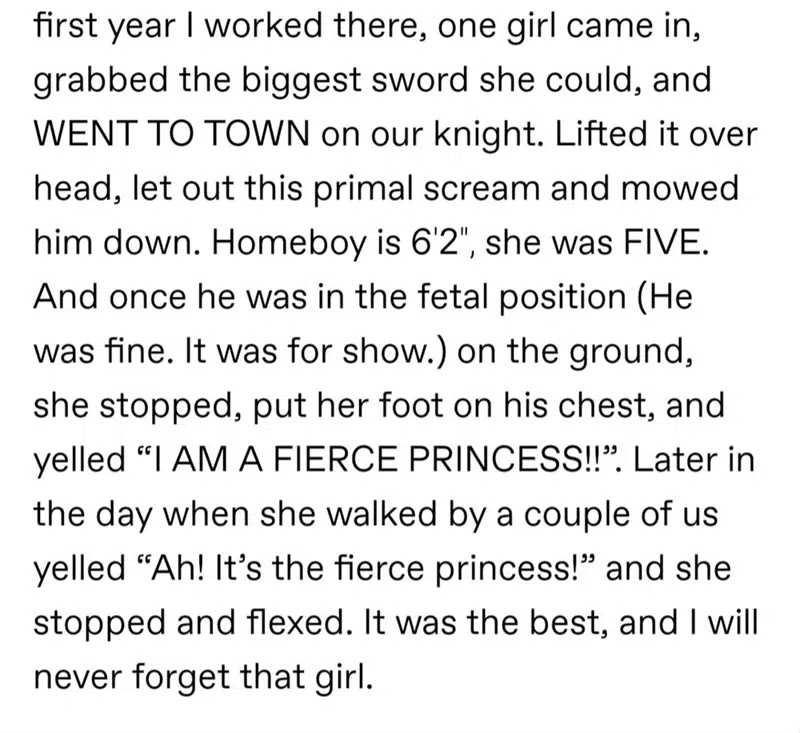 first year I worked there, one girl came in,
grabbed the biggest sword she could, and
WENT TO TOWN on our knight. Lifted it over
head, let out this primal scream and mowed
him down. Homeboy is 6'2", she was FIVE.
And once he was in the fetal position (He
was fine. It was for show.) on the ground,
she stopped, put her foot on his chest, and
yelled “I AM A FIERCE PRINCESS!!”. Later in
the day when she walked by a couple of us
yelled “Ah! It’s the fierce princess!” and she
stopped and flexed. It was the best, and I will
never forget that girl.